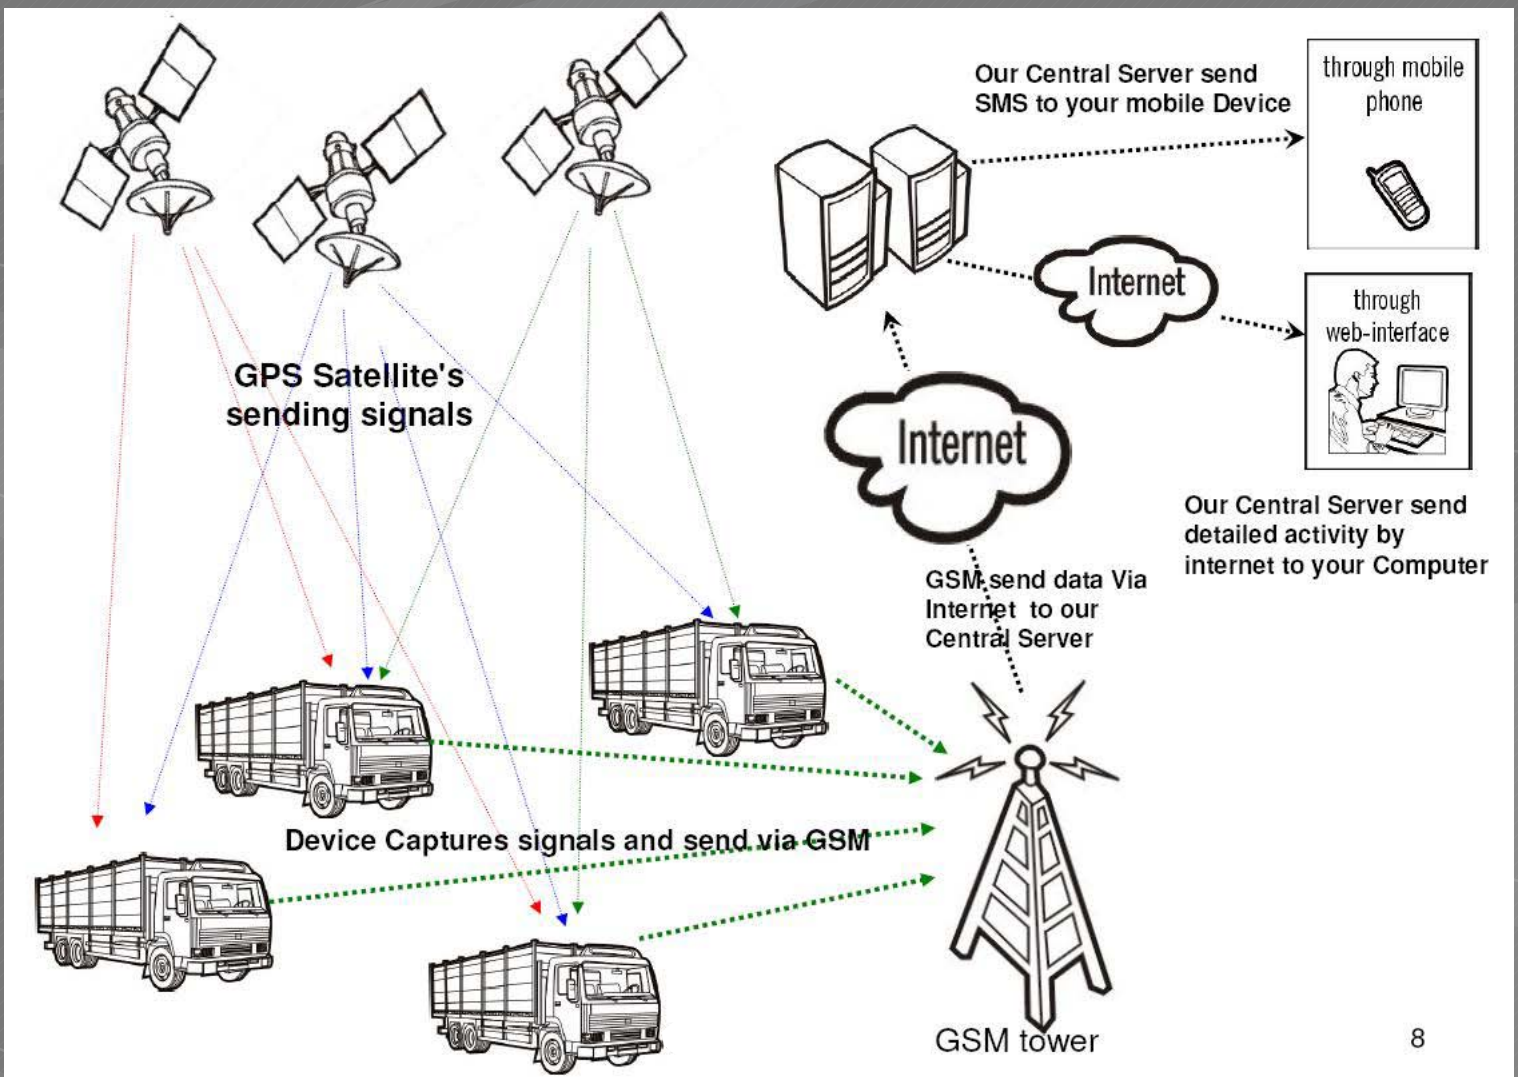 Our Central Server send
SMS to your mobile Device
through mobile
phone
Internet
through
web-interface
GPS Satellite's
sending signals
Internet
Our Central Server send
detailed activity by
internet to your Computer
GSM send data Via
Internet to our
Central Server
Device Captures signals and send via GSM
GSM tower
8